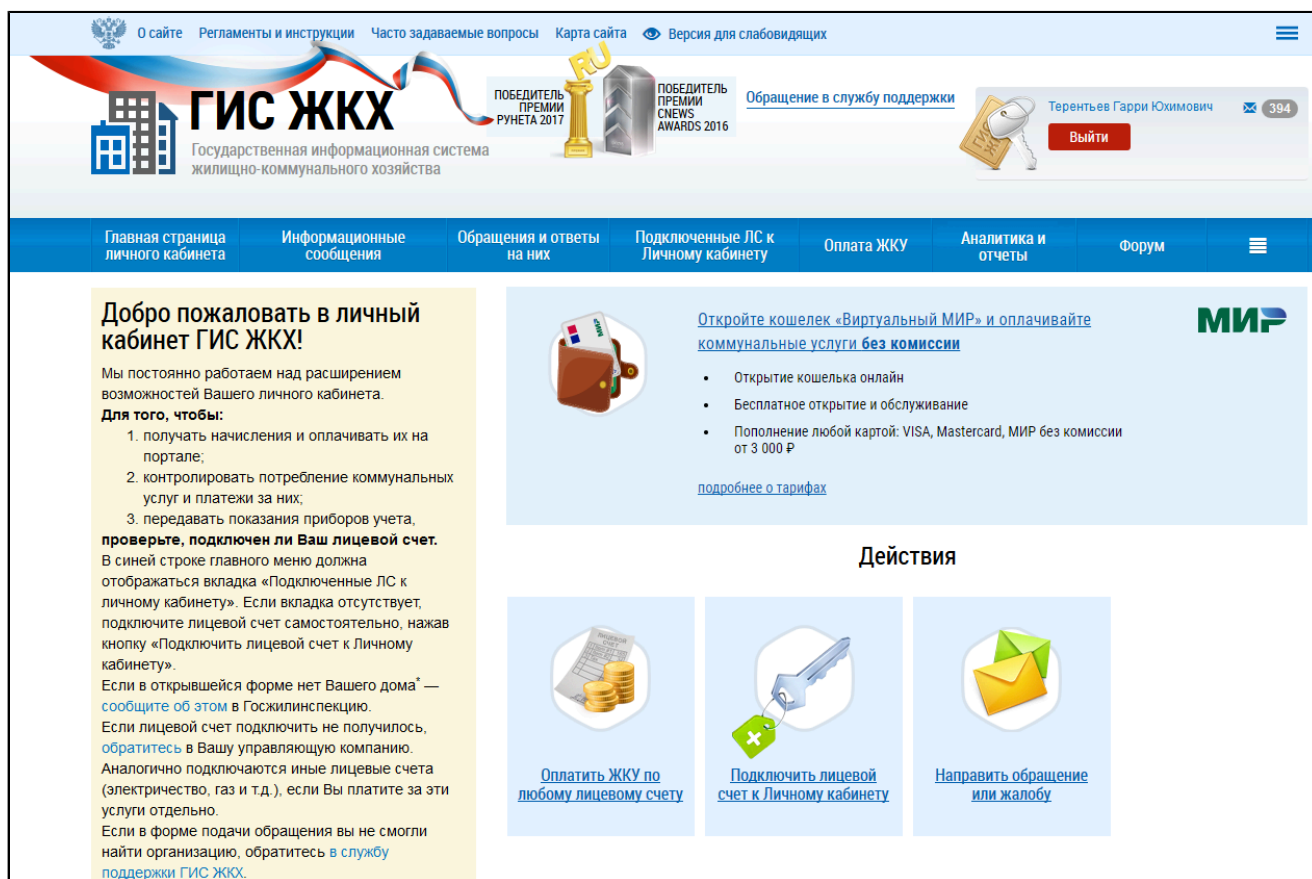 О сайте Регламенты и инструкции Часто задаваемые вопросы Карта сайта Версия для слабовидящих
ГИС ЖКХ
Государственная информационная система
жилищно-коммунального хозяйства
ПОБЕДИТЕЛЬ
ПРЕМИИ
РУНЕТА 2017
RU
ПОБЕДИТЕЛЬ
ПРЕМИИ
CNEWS
AWARDS 2016
Обращение в службу поддержки
ГИС
ЖКХ
Терентьев Гарри Юхимович 394
Выйти
Главная страница
личного кабинета
Информационные
сообщения
Обращения и ответы
на них
Подключенные ЛС к
Личному кабинету
Оплата ЖКУ
Аналитика и
отчеты
Форум
Добро пожаловать в личный
кабинет ГИС ЖКХ!
Мы постоянно работаем над расширением
возможностей Вашего личного кабинета.
Для того, чтобы:
1. получать начисления и оплачивать их на
портале;
2. контролировать потребление коммунальных
услуг и платежи за них;
3. передавать показания приборов учета,
проверьте, подключен ли Ваш лицевой счет.
В синей строке главного меню должна
отображаться вкладка «Подключенные ЛС к
личному кабинету». Если вкладка отсутствует,
подключите лицевой счет самостоятельно, нажав
кнопку «Подключить лицевой счет к Личному
кабинету».
Если в открывшейся форме нет Вашего дома* —
сообщите об этом в Госжилинспекцию.
Если лицевой счет подключить не получилось,
обратитесь в Вашу управляющую компанию.
Аналогично подключаются иные лицевые счета
(электричество, газ и т.д.), если Вы платите за эти
услуги отдельно.
Если в форме подачи обращения вы не смогли
найти организацию, обратитесь в службу
поддержки ГИС ЖКХ.
Откройте кошелек «Виртуальный МИР» и оплачивайте
коммунальные услуги без комиссии
• Открытие кошелька онлайн
• Бесплатное открытие и обслуживание
• Пополнение любой картой: VISA, Mastercard, МИР без комиссии
от 3 000 ₽
подробнее о тарифах
МИР
Действия
ЛИЦЕВОЙ
СЧЕТ
Оплатить ЖКУ по
любому лицевому счету
Подключить лицевой
счет к Личному кабинету
Направить обращение
или жалобу